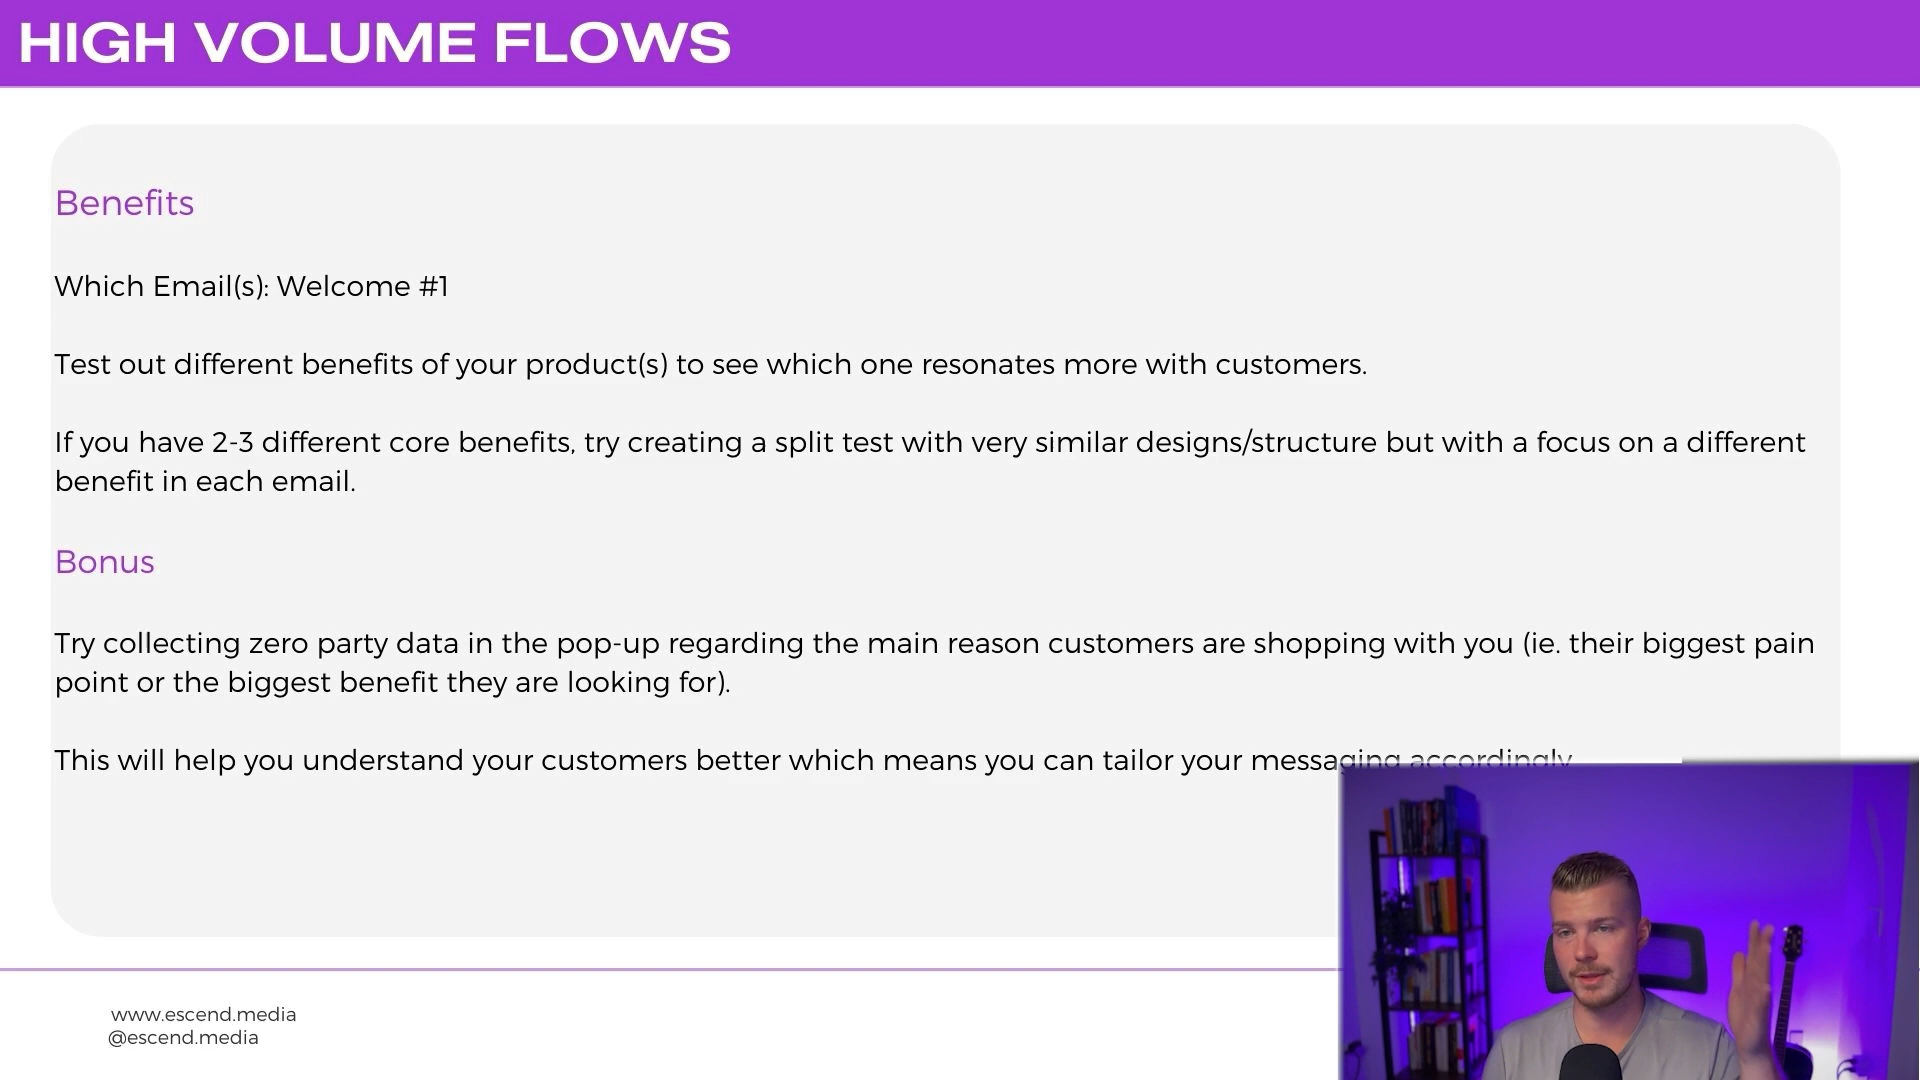 HIGH VOLUME FLOWS
Benefits
Which Email(s): Welcome #1
Test out different benefits of your product(s) to see which one resonates more with customers.
If you have 2-3 different core benefits, try creating a split test with very similar designs/structure but with a focus on a different
benefit in each email.
Bonus
Try collecting zero party data in the pop-up regarding the main reason customers are shopping with you (ie. their biggest pain
point or the biggest benefit they are looking for).
This will help you understand your customers better which means you can tailor your messaging accordingly
www.escend.media
@escend.media